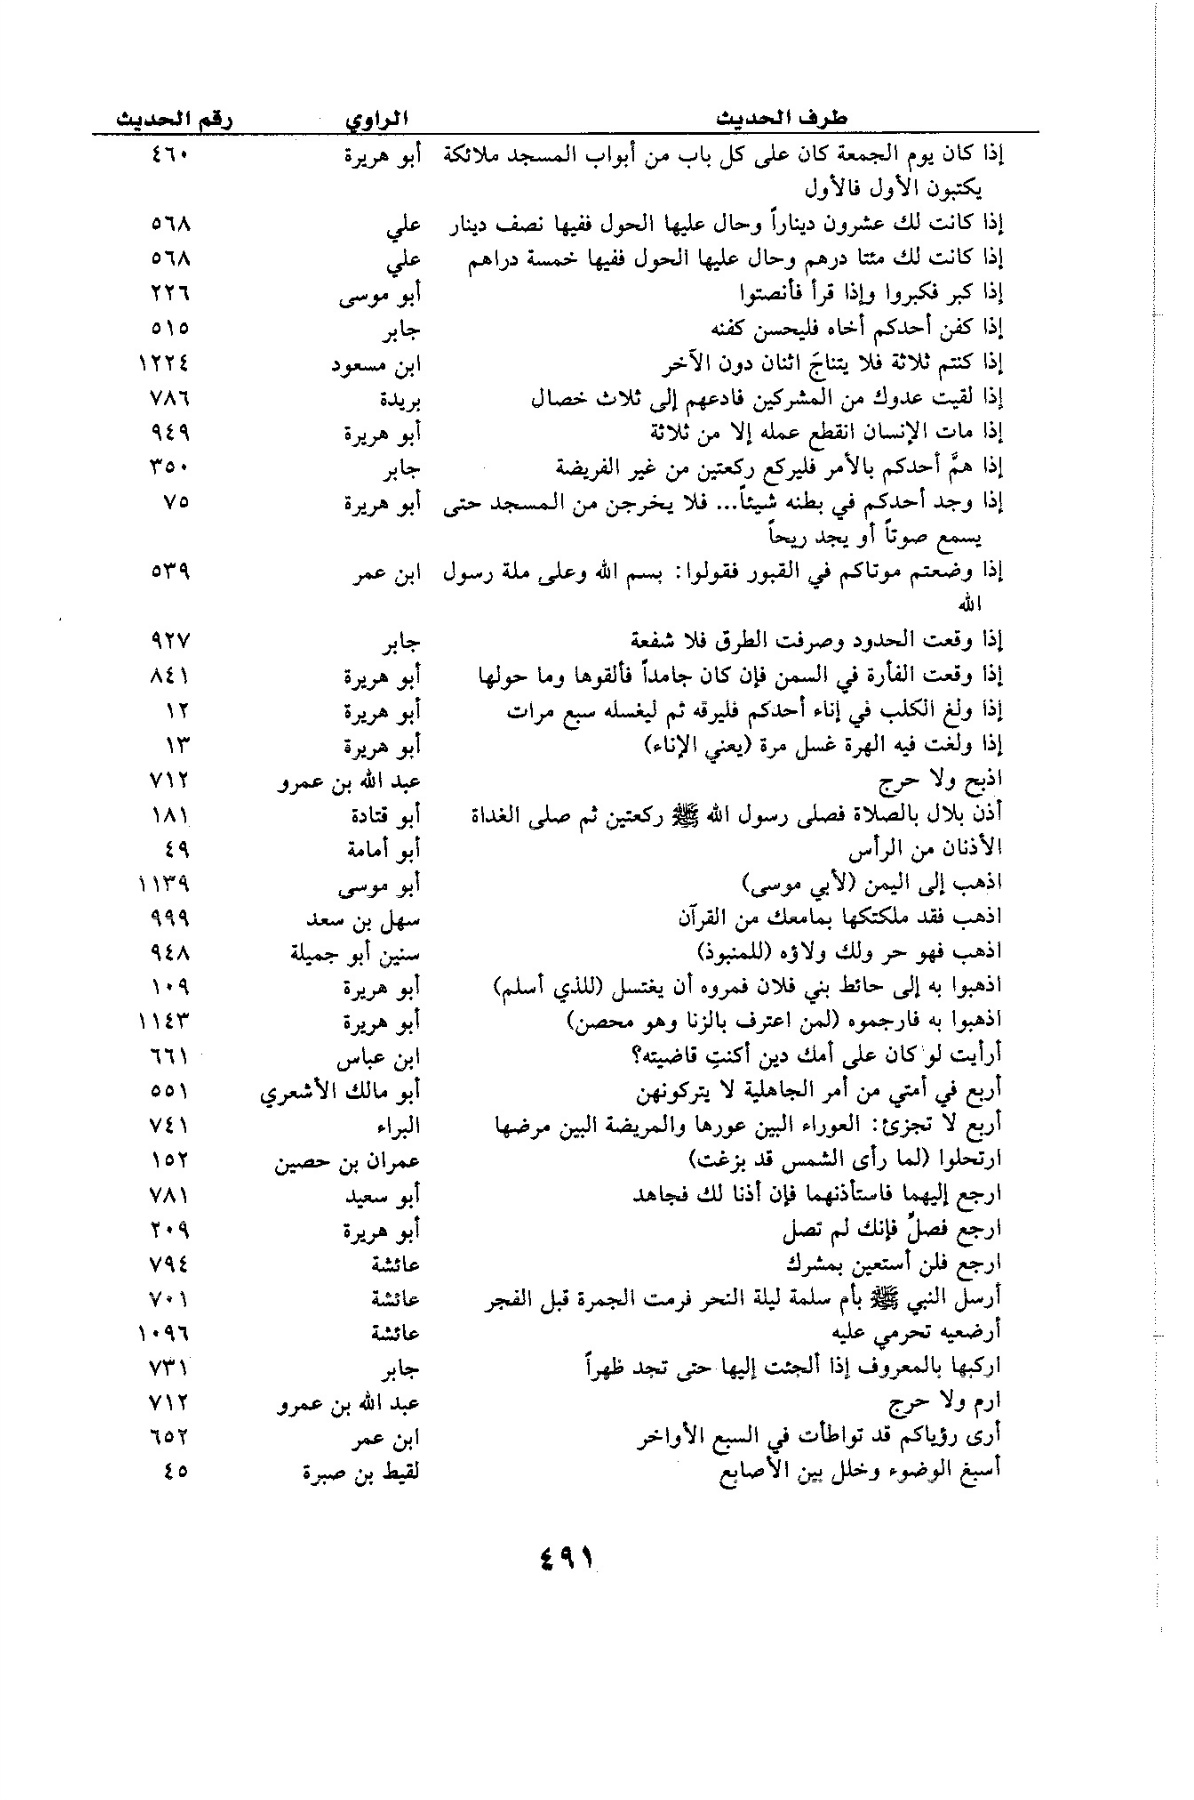 طرف الحديث الراوي رقم الحديث
إذا كان يوم الجمعة كان على كل باب من أبواب المسجد ملائكة أبو هريرة ٤٦٠
يكتبون الأول فالأول
إذا كانت لك عشرون ديناراً وحال عليها الحول ففيها نصف دينار علي ٥٦٨
إذا كانت لك مئتا درهم وحال عليها الحول ففيها خمسة دراهم علي ٥٦٨
إذا كبر فكبروا وإذا قرأ فأنصتوا أبو موسى ٢٢٦
إذا كفن أحدكم أخاه فليحسن كفنه جابر ٥١٥
إذا كنتم ثلاثة فلا يتناجَ اثنان دون الآخر ابن مسعود ١٢٢٤
إذا لقيت عدوك من المشركين فادعهم إلى ثلاث خصال بريدة ٧٨٦
إذا مات الإنسان انقطع عمله إلا من ثلاثة أبو هريرة ٩٤٩
إذا همَّ أحدكم بالأمر فليركع ركعتين من غير الفريضة جابر ٣٥٠
إذا وجد أحدكم في بطنه شيئاً... فلا يخرجن من المسجد حتى أبو هريرة ٧٥
يسمع صوتاً أو يجد ريحاً
إذا وضعتم موتاكم في القبور فقولوا: بسم الله وعلى ملة رسول ابن عمر ٥٣٩
الله
إذا وقعت الحدود وصرفت الطرق فلا شفعة جابر ٩٢٧
إذا وقعت الفأرة في السمن فإن كان جامداً فألقوها وما حولها أبو هريرة ٨٤١
إذا ولغ الكلب في إناء أحدكم فليرقه ثم ليغسله سبع مرات أبو هريرة ١٢
إذا ولغت فيه الهرة غسل مرة (يعني الإناء) أبو هريرة ١٣
اذبح ولا حرج عبد الله بن عمرو ٧١٢
أذن بلال بالصلاة فصلى رسول الله ﷺ ركعتين ثم صلى الغداة أبو قتادة ١٨١
الأذنان من الرأس أبو أمامة ٤٩
اذهب إلى اليمن (لأبي موسى) أبو موسى ١١٣٩
اذهب فقد ملكتكها بمامعك من القرآن سهل بن سعد ٩٩٩
اذهب فهو حر ولك ولاؤه (للمنبوذ) سنين أبو جميلة ٩٤٨
اذهبوا به إلى حائط بني فلان فمروه أن يغتسل (للذي أسلم) أبو هريرة ١٠٩
اذهبوا به فارجموه (لمن اعترف بالزنا وهو محصن) أبو هريرة ١١٤٣
أرأيت لو كان على أمك دين أكنتِ قاضيته؟ ابن عباس ٦٦١
أربع في أمتي من أمر الجاهلية لا يتركونهن أبو مالك الأشعري ٥٥١
أربع لا تجزئ: العوراء البين عورها والمريضة البين مرضها البراء ٧٤١
ارتحلوا (لما رأى الشمس قد بزغت) عمران بن حصين ١٥٢
ارجع إليهما فاستأذنهما فإن أذنا لك فجاهد أبو سعيد ٧٨١
ارجع فصلِّ فإنك لم تصل أبو هريرة ٢٠٩
ارجع فلن أستعين بمشرك عائشة ٧٩٤
أرسل النبي ﷺ بأم سلمة ليلة النحر فرمت الجمرة قبل الفجر عائشة ٧٠١
أرضعيه تحرمي عليه عائشة ١٠٩٦
اركبها بالمعروف إذا ألجئت إليها حتى تجد ظهراً جابر ٧٣١
ارم ولا حرج عبد الله بن عمرو ٧١٢
أرى رؤياكم قد تواطأت في السبع الأواخر ابن عمر ٦٥٢
أسبغ الوضوء وخلل بين الأصابع لقيط بن صبرة ٤٥
٤٩١